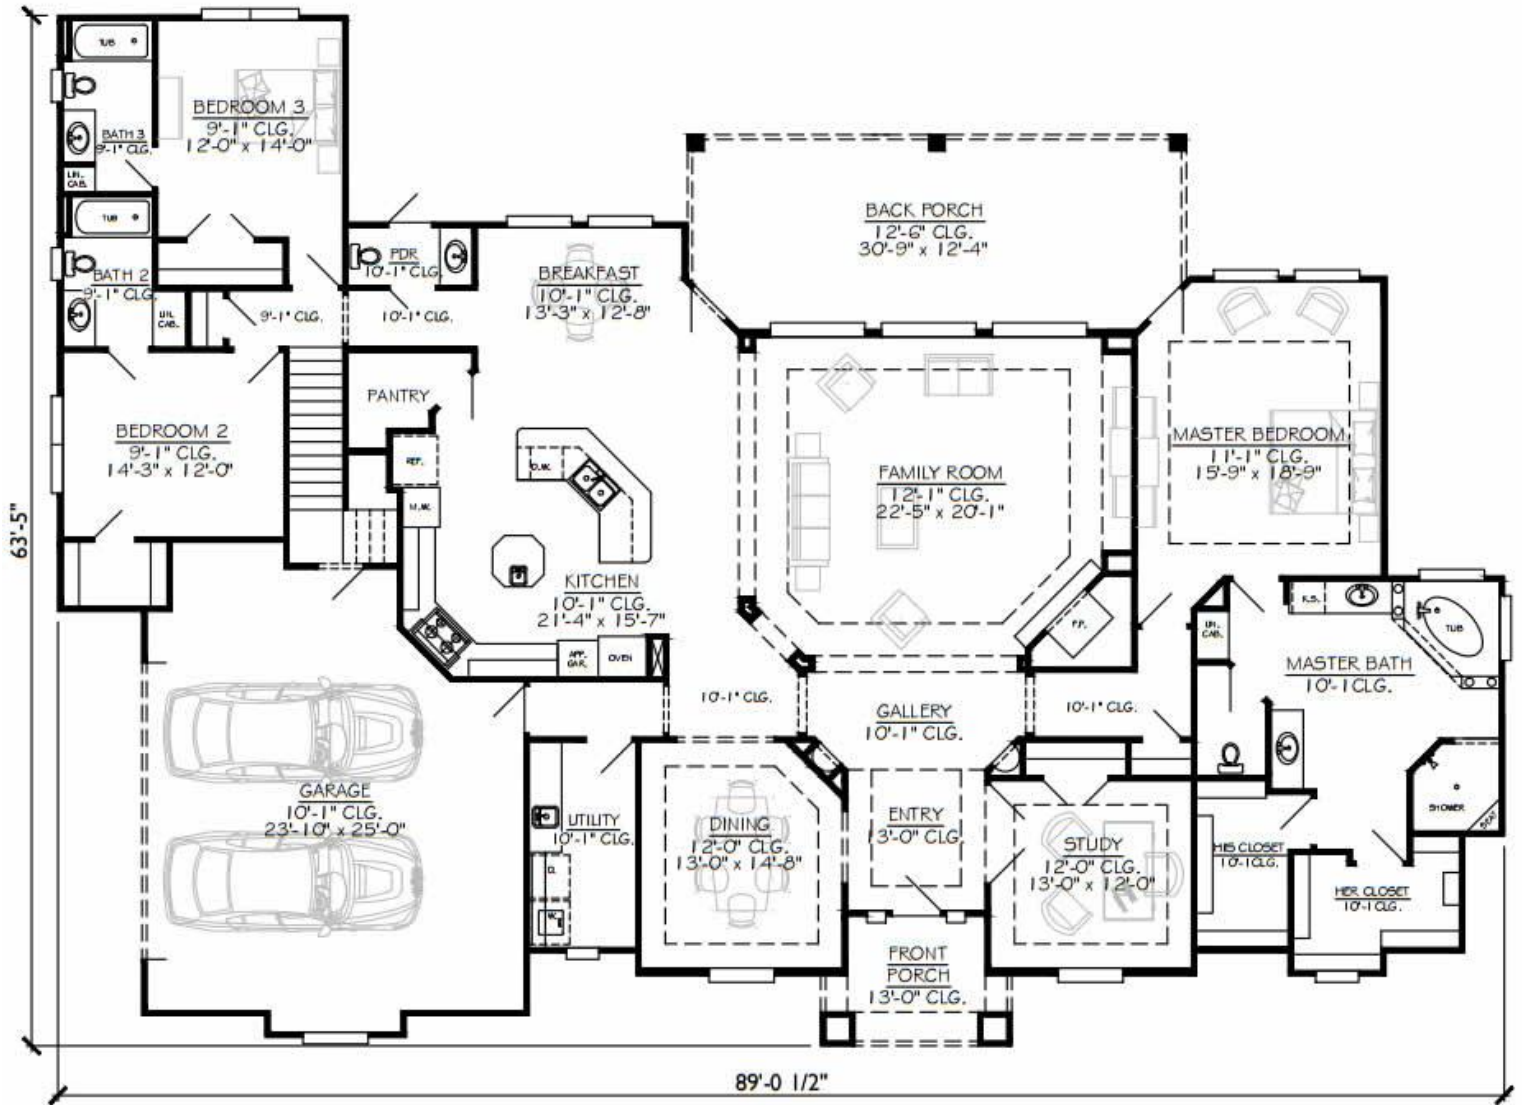 TUB
BEDROOM 3
9'-1" CLG.
12'-0" x 14'-0"
BATH 3
9'-1" CLG.
LIN.
CAB.
TUB
BATH 2
9'-1" CLG.
LIN.
CAB.
9'-1" CLG.
PDR
10'-1" CLG.
10'-1" CLG.
BREAKFAST
10'-1" CLG.
13'-3" x 12'-8"
BACK PORCH
12'-6" CLG.
30'-9" x 12'-4"
PANTRY
BEDROOM 2
9'-1" CLG.
14'-3" x 12'-0"
REF.
M.W.
D.W.
FAMILY ROOM
12'-1" CLG.
22'-5" x 20'-1"
MASTER BEDROOM
11'-1" CLG.
15'-9" x 18'-9"
63'-5"
KITCHEN
10'-1" CLG.
21'-4" x 15'-7"
APP.
GAR.
OVEN
F.P.
K.S.
LIN.
CAB.
TUB
MASTER BATH
10'-1CLG.
10'-1" CLG.
GALLERY
10'-1" CLG.
10'-1" CLG.
GARAGE
10'-1" CLG.
23'-10" x 25'-0"
UTILITY
10'-1" CLG.
D.
W.
DINING
12'-0" CLG.
13'-0" x 14'-8"
ENTRY
13'-0" CLG.
STUDY
12'-0" CLG.
13'-0" x 12'-0"
SHOWER
SEAT
HIS CLOSET
10'-1CLG.
HER CLOSET
10'-1 CLG.
FRONT
PORCH
13'-0" CLG.
89'-0 1/2"